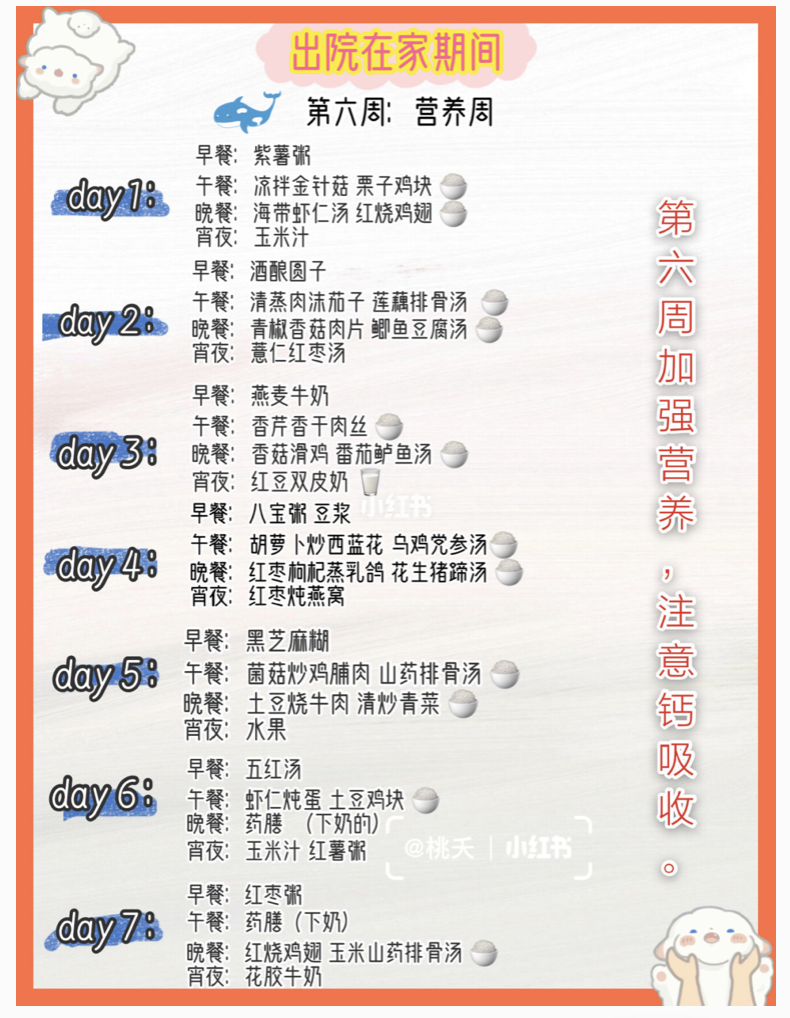 出院在家期间
第六周：营养周
day 1：
早餐：紫薯粥
午餐：凉拌金针菇 栗子鸡块
晚餐：海带虾仁汤 红烧鸡翅
宵夜：玉米汁
day 2：
早餐：酒酿圆子
午餐：清蒸肉沫茄子 莲藕排骨汤
晚餐：青椒香菇肉片 鲫鱼豆腐汤
宵夜：薏仁红枣汤
day 3：
早餐：燕麦牛奶
午餐：香芹香干肉丝
晚餐：香菇滑鸡 番茄鲈鱼汤
宵夜：红豆双皮奶
小红书
day 4：
早餐：八宝粥 豆浆
午餐：胡萝卜炒西蓝花 乌鸡党参汤
晚餐：红枣枸杞蒸乳鸽 花生猪蹄汤
宵夜：红枣炖燕窝
day 5：
早餐：黑芝麻糊
午餐：菌菇炒鸡脯肉 山药排骨汤
晚餐：土豆烧牛肉 清炒青菜
宵夜：水果
day 6：
早餐：五红汤
午餐：虾仁炖蛋 土豆鸡块
晚餐：药膳 （下奶的）
宵夜：玉米汁 红薯粥
@桃夭 | 小红书
day 7：
早餐：红枣粥
午餐：药膳（下奶）
晚餐：红烧鸡翅 玉米山药排骨汤
宵夜：花胶牛奶
第六周加强营养，注意钙吸收。